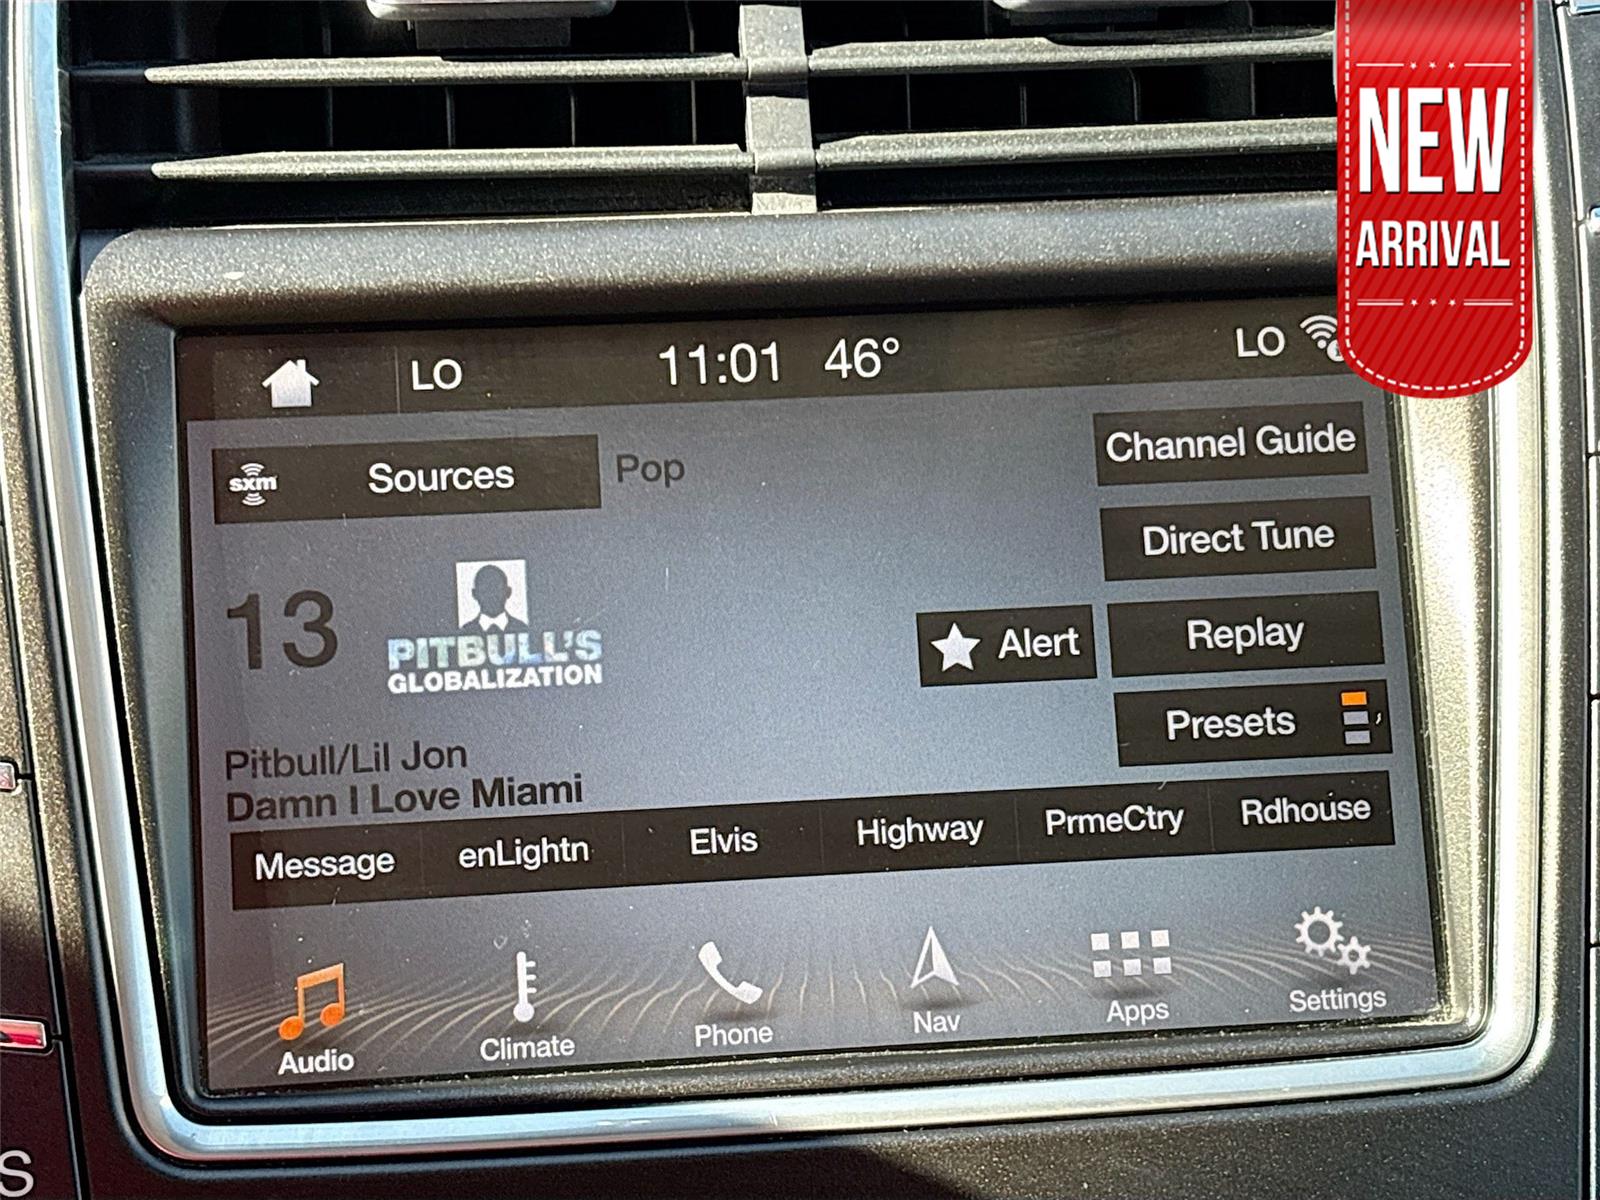 NEW
ARRIVAL
LO 11:01 46° LO
sxm Sources Pop Channel Guide
Direct Tune
13 PITBULL'S GLOBALIZATION
Alert Replay
Presets
Pitbull/Lil Jon
Damn I Love Miami
Message enLightn Elvis Highway PrmeCtry Rdhouse
Audio Climate Phone Nav Apps Settings
S